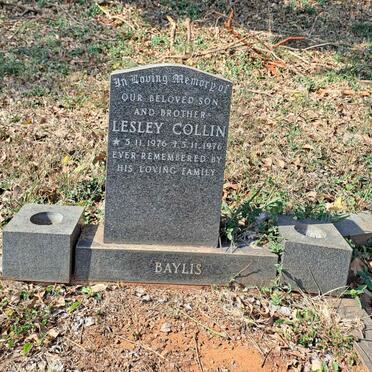 In Loving Memory of
OUR BELOVED SON
AND BROTHER
LESLEY COLLIN
★ 5.11.1976 ✝ 5.11.1976
EVER REMEMBERED BY
HIS LOVING FAMILY
BAYLIS